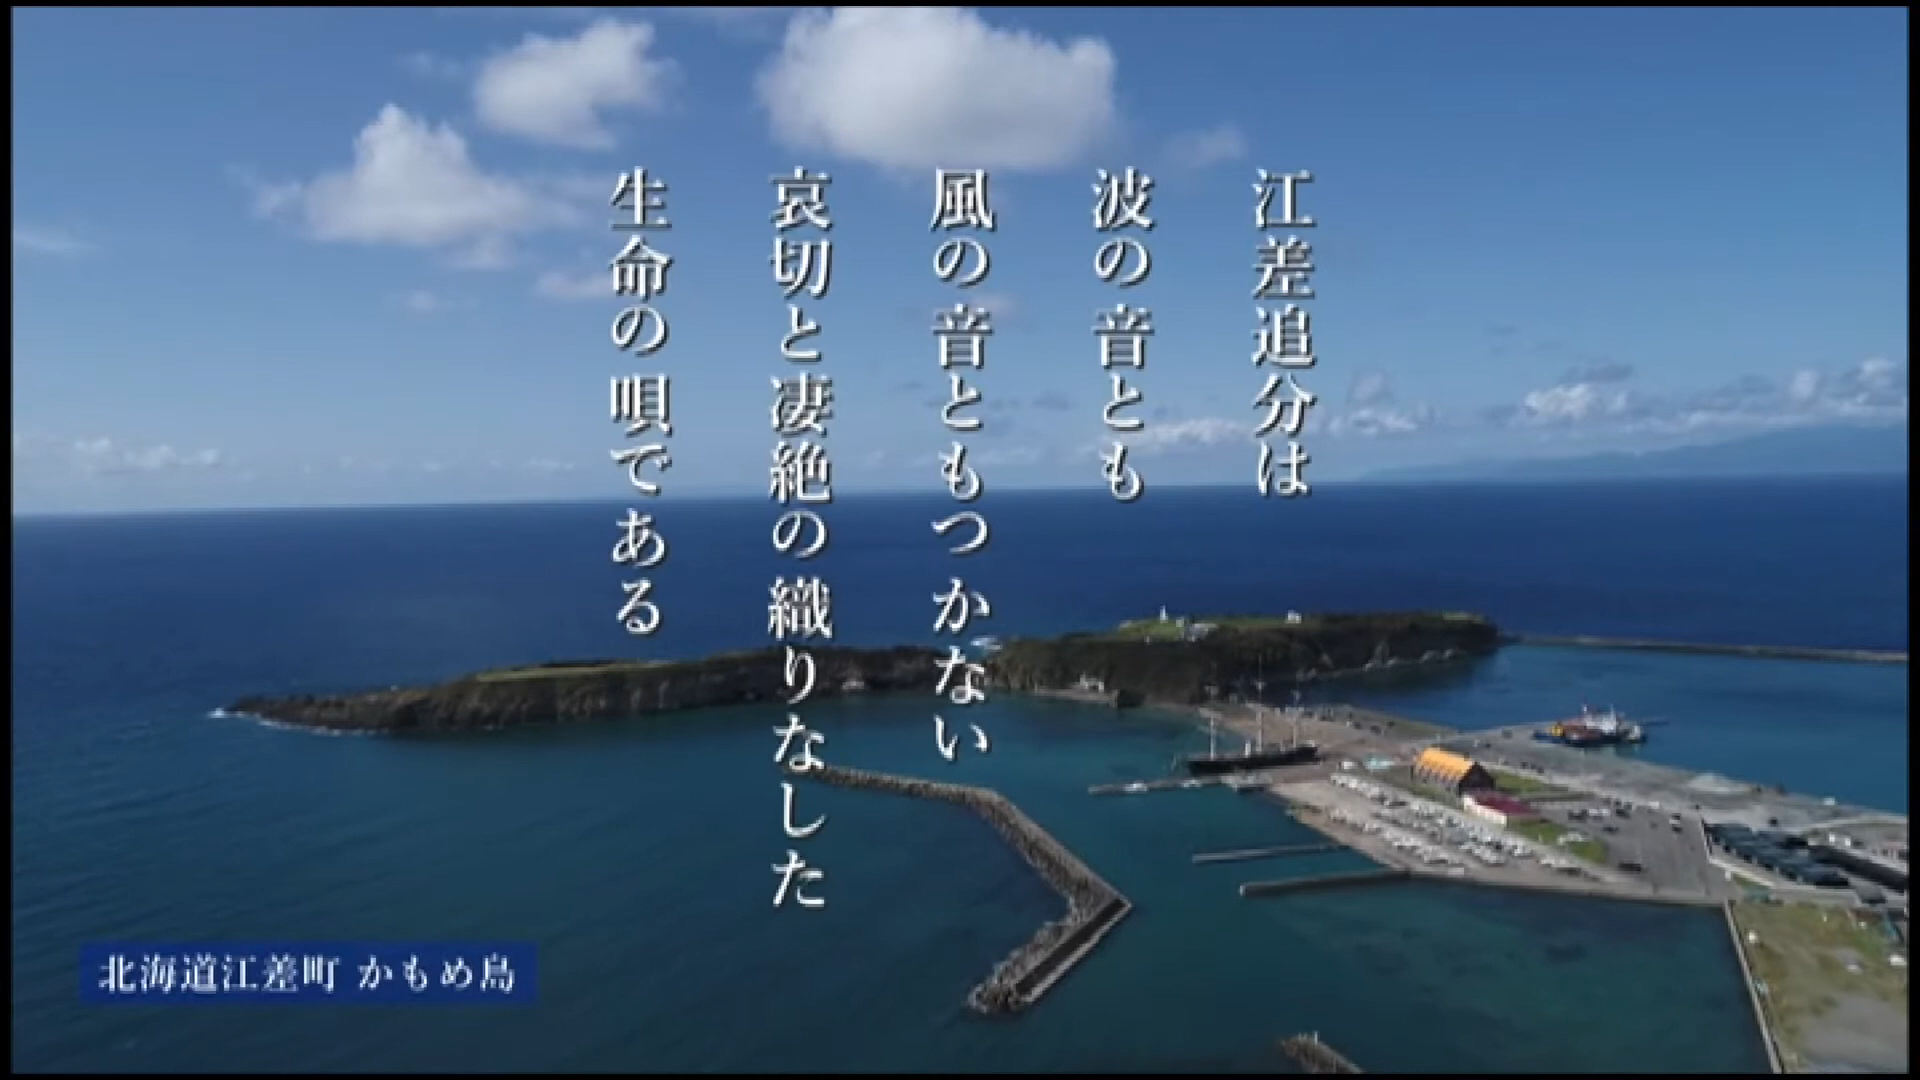 江差追分は
波の音とも
風の音ともつかない
哀切と凄絶の織りなした
生命の唄である
北海道江差町 かもめ島